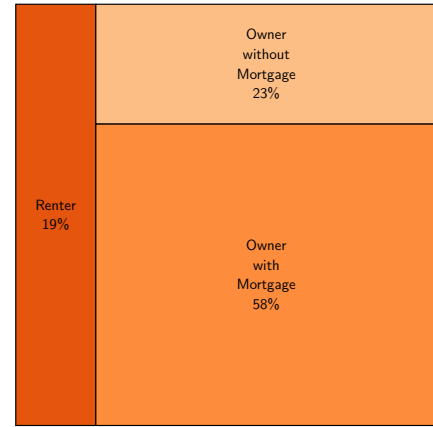 Owner
without
Mortgage
23%
Renter
19%
Owner
with
Mortgage
58%